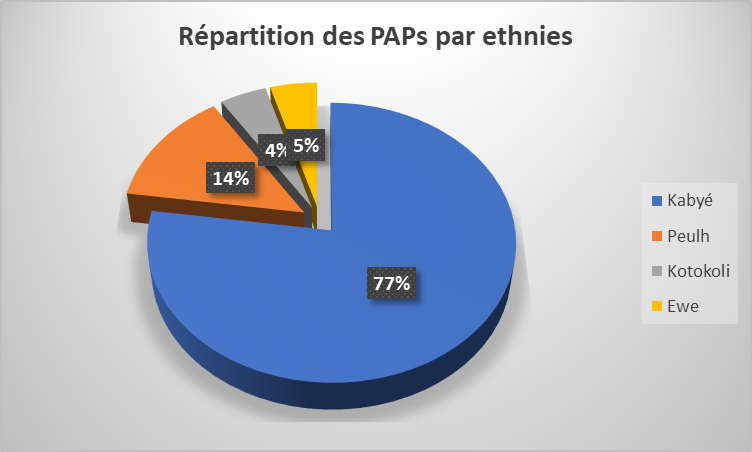 Répartition des PAPs par ethnies
4%
5%
14%
77%
Kabyé
Peulh
Kotokoli
Ewe